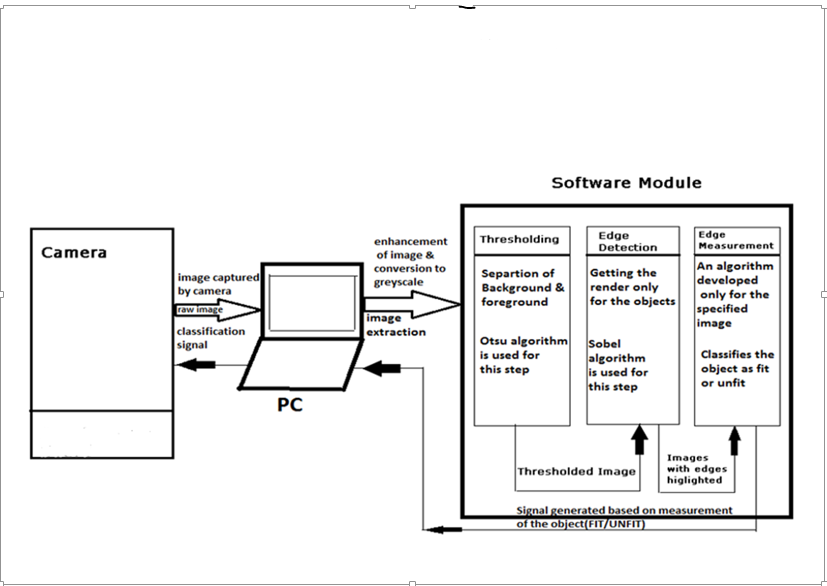 Software Module
Camera
image captured
by camera
raw image
classification
signal
PC
enhancement
of image &
conversion to
greyscale
image
extraction
Thresholding
Separtion of
Background &
foreground
Otsu algorithm
is used for
this step
Edge
Detection
Getting the
render only
for the objects
Sobel
algorithm
is used for
this step
Edge
Measurement
An algorithm
developed
only for the
specified
image
Classifies the
object as fit
or unfit
Thresholded Image
Images
with edges
higlighted
Signal generated based on measurement
of the object(FIT/UNFIT)